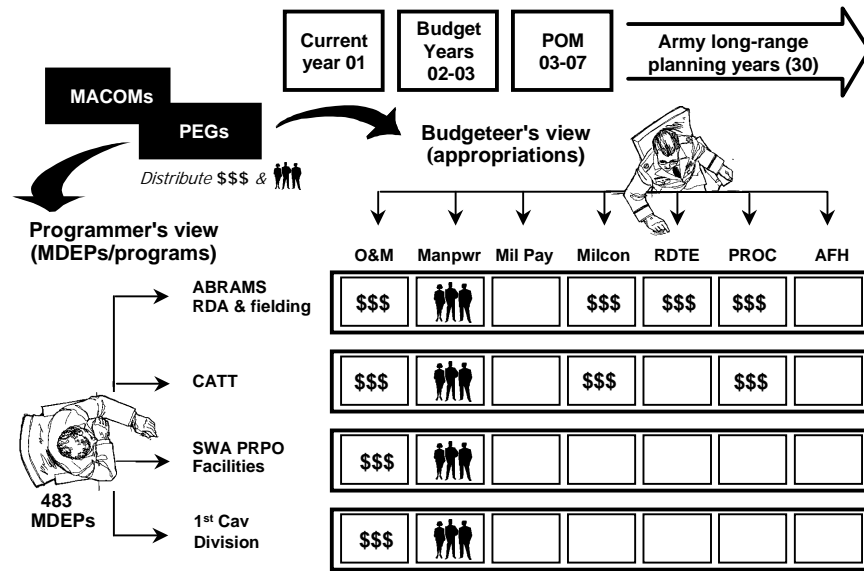 Current
year 01
Budget
Years
02-03
POM
03-07
Army long-range
planning years (30)
MACOMs
PEGs
Distribute $$$ &
Budgeteer's view
(appropriations)
Programmer's view
(MDEPs/programs)
O&M Manpwr Mil Pay Milcon RDTE PROC AFH
ABRAMS
RDA & fielding
$$$ $$$ $$$ $$$
CATT
$$$ $$$ $$$
SWA PRPO
Facilities
$$$
483
MDEPs
1st Cav
Division
$$$